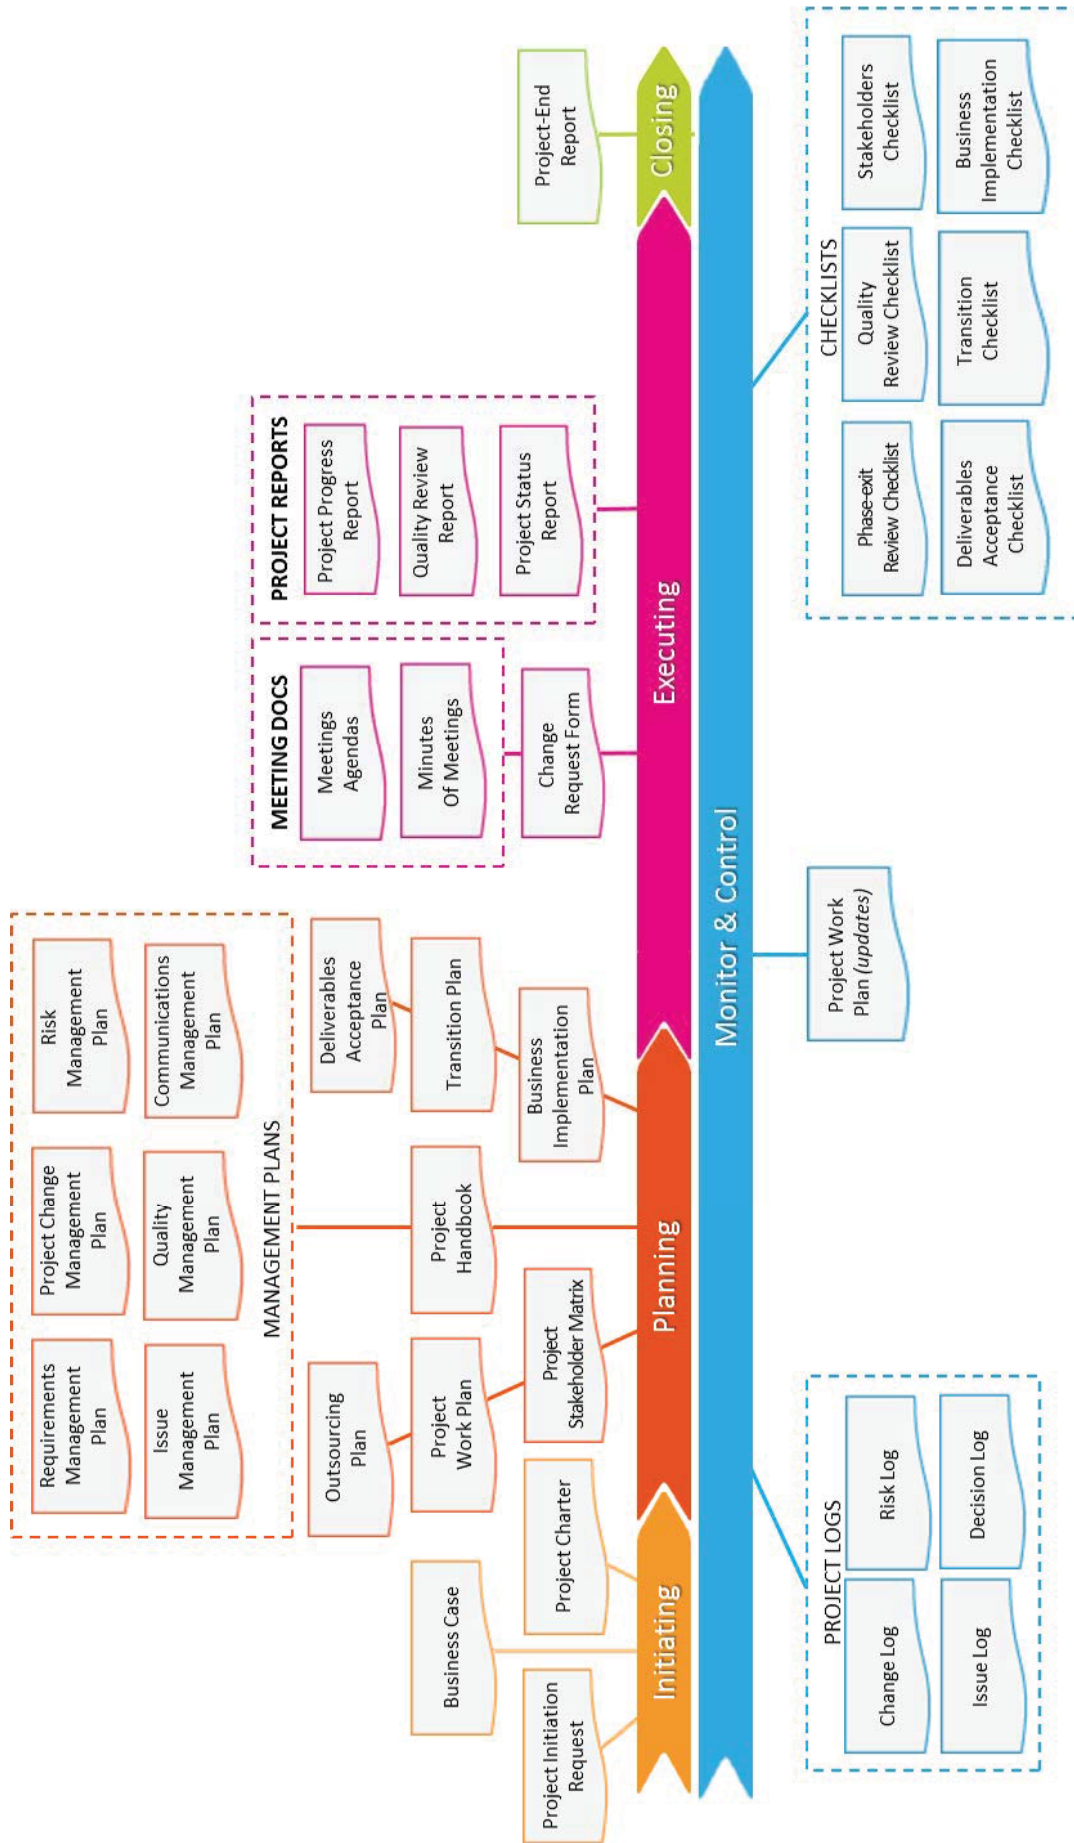 Requirements
Management
Plan
Project Change
Management
Plan
Risk
Management
Plan
Issue
Management
Plan
Quality
Management
Plan
Communications
Management
Plan
MANAGEMENT PLANS
MEETING DOCS
Meetings
Agendas
Minutes
Of Meetings
PROJECT REPORTS
Project Progress
Report
Quality Review
Report
Project Status
Report
Outsourcing
Plan
Deliverables
Acceptance
Plan
Business Case
Project
Work Plan
Project
Handbook
Transition Plan
Project Initiation
Request
Project Charter
Project
Stakeholder Matrix
Business
Implementation
Plan
Change
Request Form
Project-End
Report
Initiating
Planning
Executing
Closing
Monitor & Control
PROJECT LOGS
Change Log
Risk Log
Issue Log
Decision Log
Project Work
Plan (updates)
CHECKLISTS
Phase-exit
Review Checklist
Quality
Review Checklist
Stakeholders
Checklist
Deliverables
Acceptance
Checklist
Transition
Checklist
Business
Implementation
Checklist